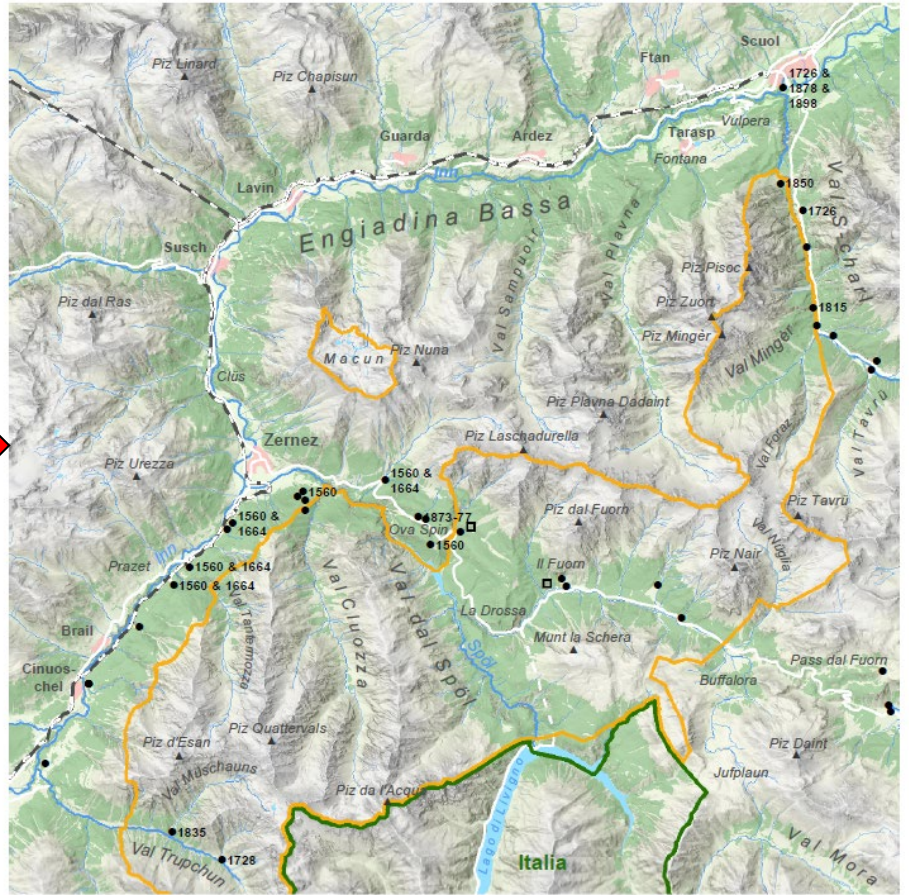 Piz Linard
Piz Chapisun
Ftan
Scuol
1726 &
1878 &
1898
Vulpera
Guarda
Ardez
Tarasp
Fontana
Inn
Lavin
Engiadina Bassa
1850
1726
Val S-charl
Susch
Val Sampuoir
Val Plavna
Piz Pisoc
Piz dal Ras
Piz Zuort
1815
Piz Mingèr
Macun
Piz Nuna
Val Mingèr
Clüs
Piz Plavna Dadaint
Val Tavrü
Zernez
Piz Laschadurella
Val Foraz
Piz Urezza
1560 &
1664
1560
Piz Tavrü
1560 &
1664
1873-77
Piz dal Fuorn
Ova Spin
1560
Val Nüglia
Inn
Prazet
1560 & 1664
Piz Nair
1560 & 1664
Il Fuorn
Val Tantermozza
Val Cluozza
Val dal Spöl
La Drossa
Brail
Munt la Schera
Spöl
Pass dal Fuorn
Cinuos-
chel
Buffalora
Piz Quattervals
Piz d'Esan
Piz Daint
Val Müschauns
Jufplaun
Piz da l'Acqua
1835
Val Trupchun
1728
Lago di Livigno
Italia
Val Mora